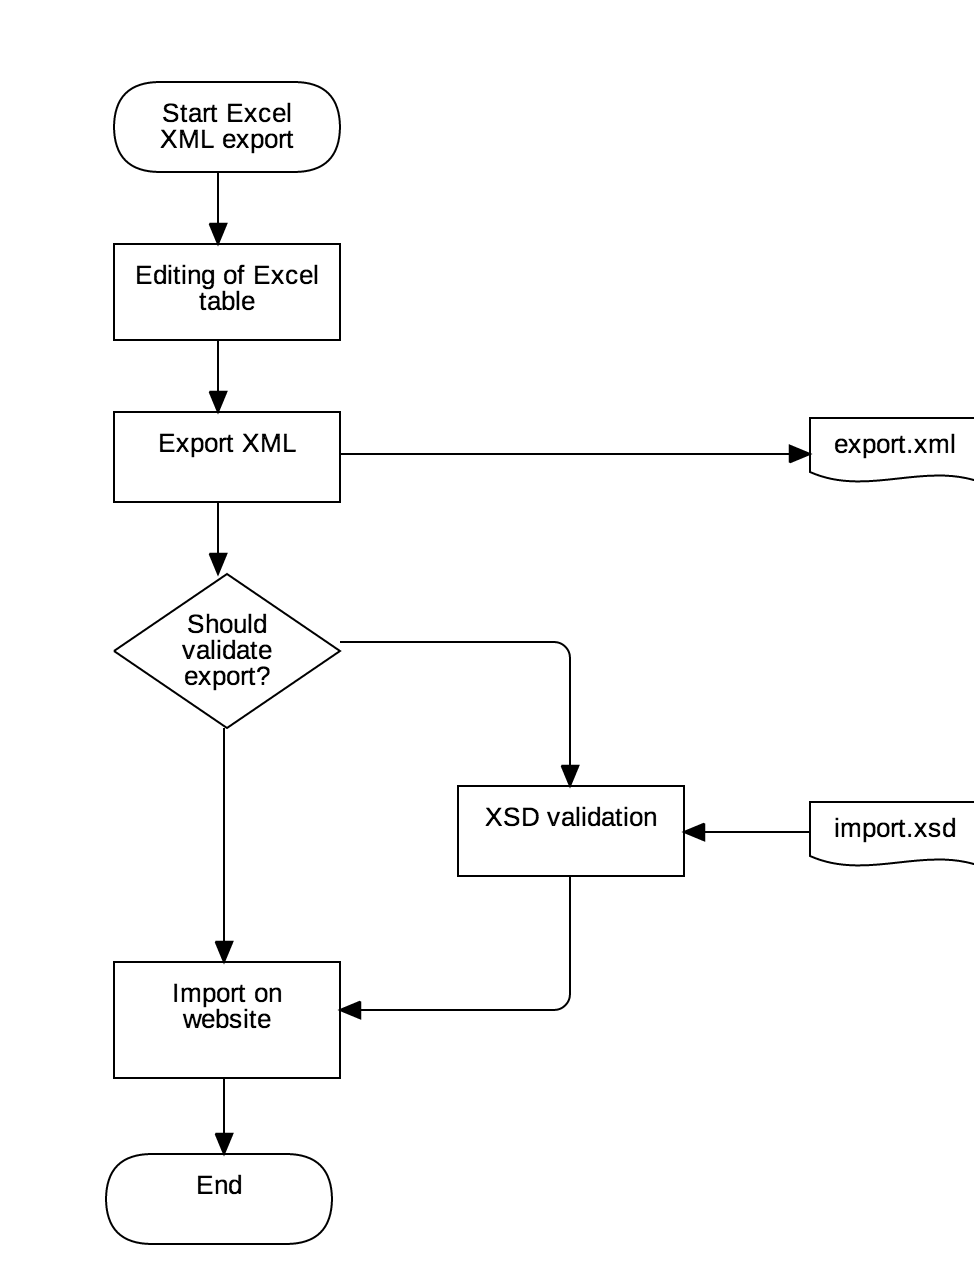 Start Excel
XML export
Editing of Excel
table
Export XML
export.xml
Should
validate
export?
XSD validation
import.xsd
Import on
website
End